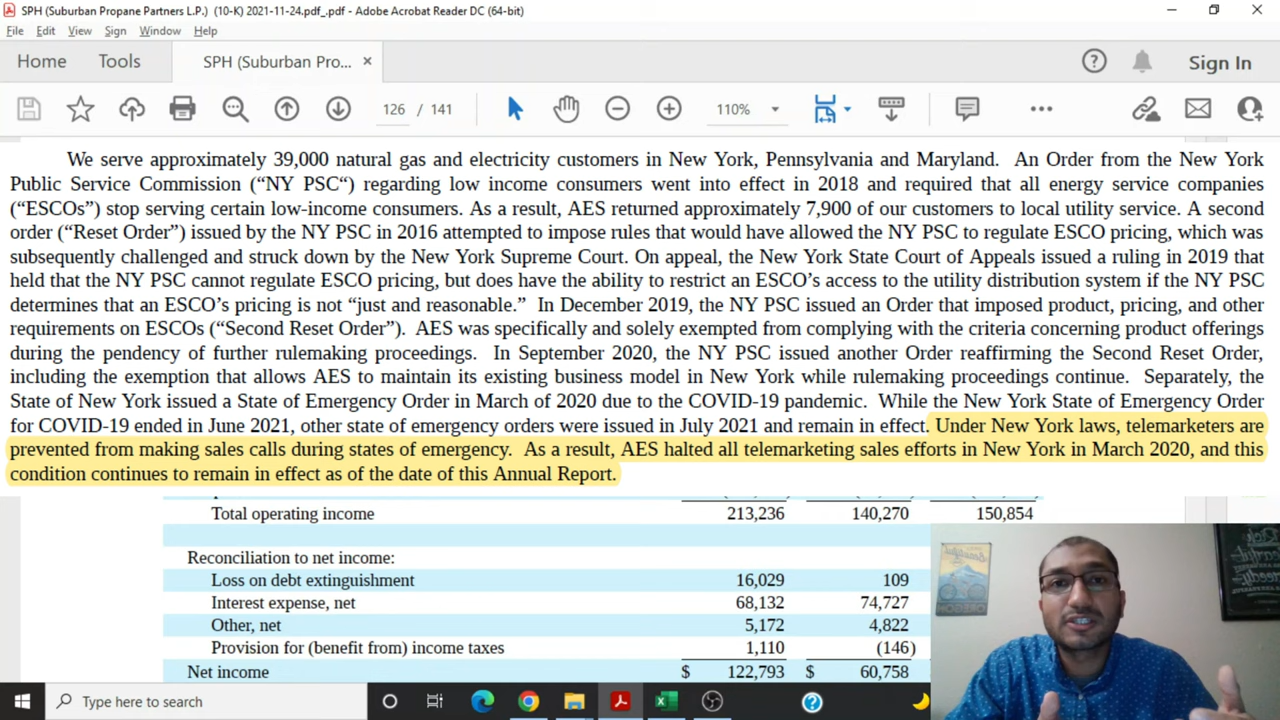 SPH (Suburban Propane Partners L.P.) (10-K) 2021-11-24.pdf_.pdf - Adobe Acrobat Reader DC (64-bit)
File Edit View Sign Window Help
Home Tools SPH (Suburban Pro... × Sign In
126 / 141 110%
We serve approximately 39,000 natural gas and electricity customers in New York, Pennsylvania and Maryland. An Order from the New York
Public Service Commission (“NY PSC“) regarding low income consumers went into effect in 2018 and required that all energy service companies
(“ESCOs”) stop serving certain low-income consumers. As a result, AES returned approximately 7,900 of our customers to local utility service. A second
order (“Reset Order”) issued by the NY PSC in 2016 attempted to impose rules that would have allowed the NY PSC to regulate ESCO pricing, which was
subsequently challenged and struck down by the New York Supreme Court. On appeal, the New York State Court of Appeals issued a ruling in 2019 that
held that the NY PSC cannot regulate ESCO pricing, but does have the ability to restrict an ESCO’s access to the utility distribution system if the NY PSC
determines that an ESCO’s pricing is not “just and reasonable.” In December 2019, the NY PSC issued an Order that imposed product, pricing, and other
requirements on ESCOs (“Second Reset Order”). AES was specifically and solely exempted from complying with the criteria concerning product offerings
during the pendency of further rulemaking proceedings. In September 2020, the NY PSC issued another Order reaffirming the Second Reset Order,
including the exemption that allows AES to maintain its existing business model in New York while rulemaking proceedings continue. Separately, the
State of New York issued a State of Emergency Order in March of 2020 due to the COVID-19 pandemic. While the New York State of Emergency Order
for COVID-19 ended in June 2021, other state of emergency orders were issued in July 2021 and remain in effect. Under New York laws, telemarketers are
prevented from making sales calls during states of emergency. As a result, AES halted all telemarketing sales efforts in New York in March 2020, and this
condition continues to remain in effect as of the date of this Annual Report.
Total operating income 213,236 140,270 150,854
Reconciliation to net income:
Loss on debt extinguishment 16,029 109
Interest expense, net 68,132 74,727
Other, net 5,172 4,822
Provision for (benefit from) income taxes 1,110 (146)
Net income $ 122,793 $ 60,758
OREGON
Type here to search